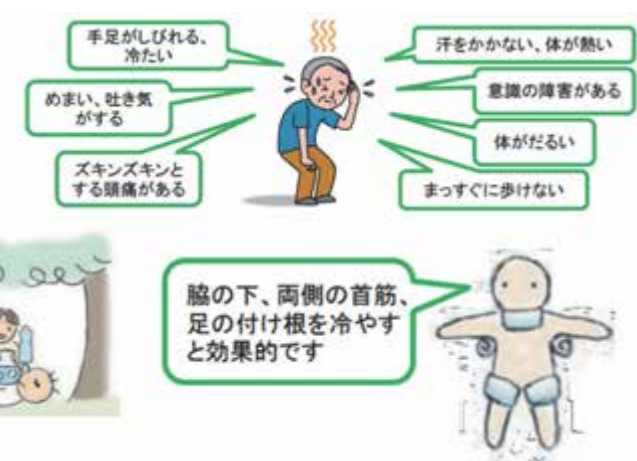 手足がしびれる、
冷たい
めまい、吐き気
がする
ズキンズキンと
する頭痛がある
汗をかかない、体が熱い
意識の障害がある
体がだるい
まっすぐに歩けない
脇の下、両側の首筋、
足の付け根を冷やす
と効果的です